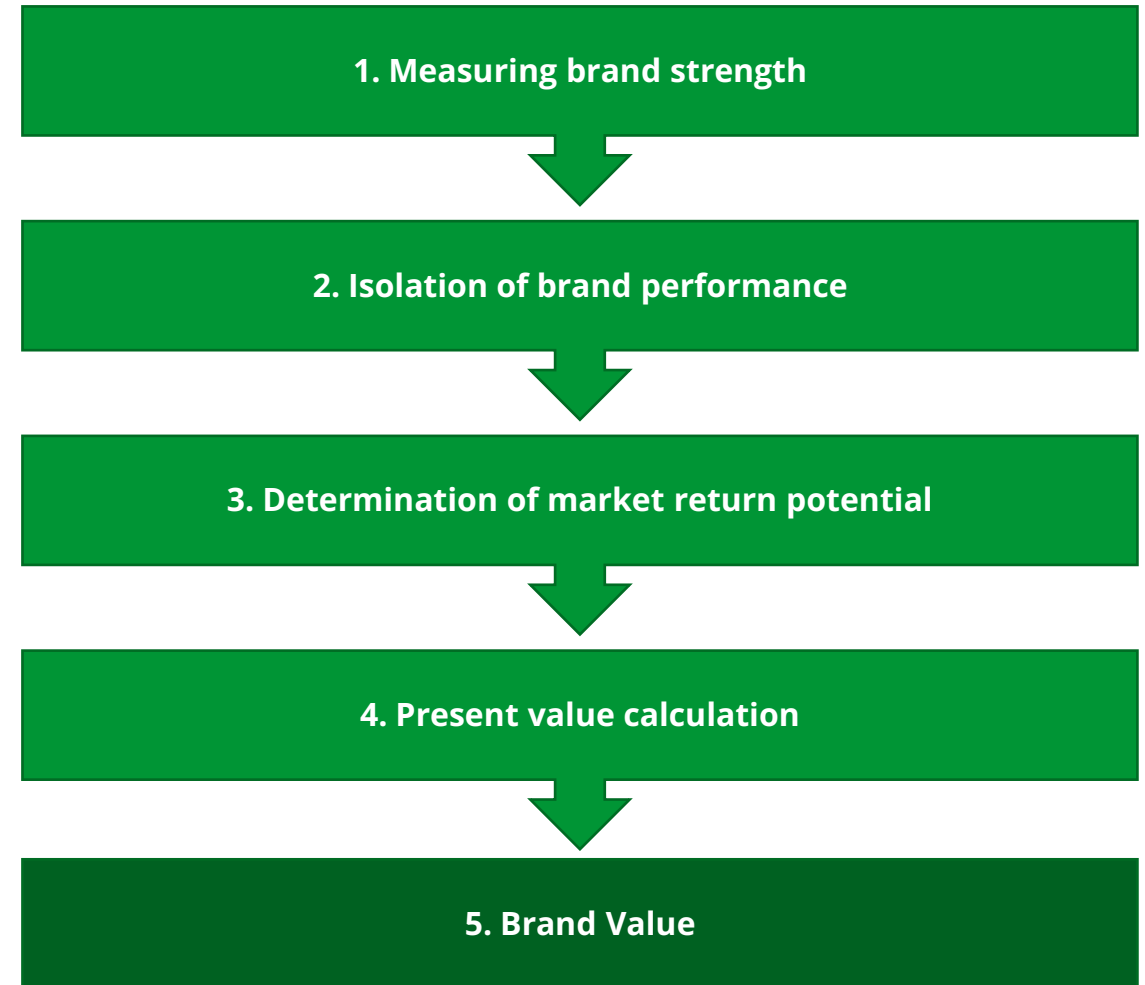 1. Measuring brand strength
2. Isolation of brand performance
3. Determination of market return potential
4. Present value calculation
5. Brand Value